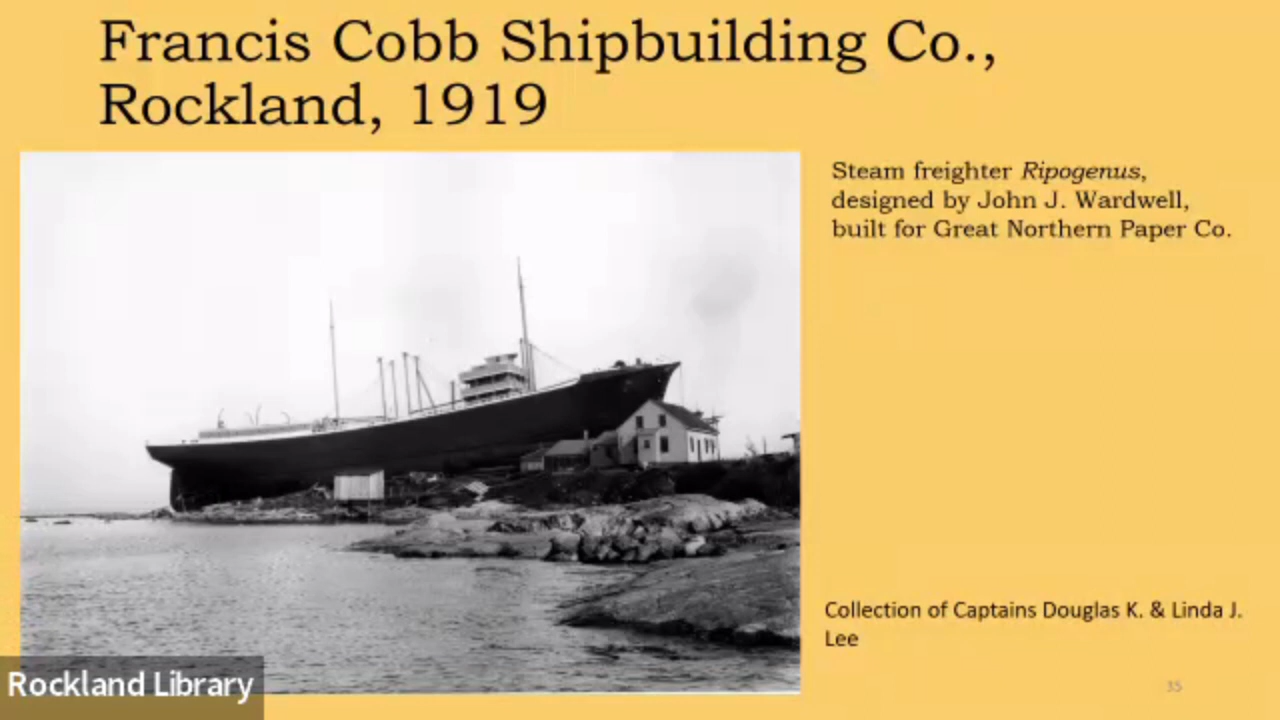 Francis Cobb Shipbuilding Co.,
Rockland, 1919
Steam freighter Ripogenus,
designed by John J. Wardwell,
built for Great Northern Paper Co.
Collection of Captains Douglas K. & Linda J.
Lee
Rockland Library
35